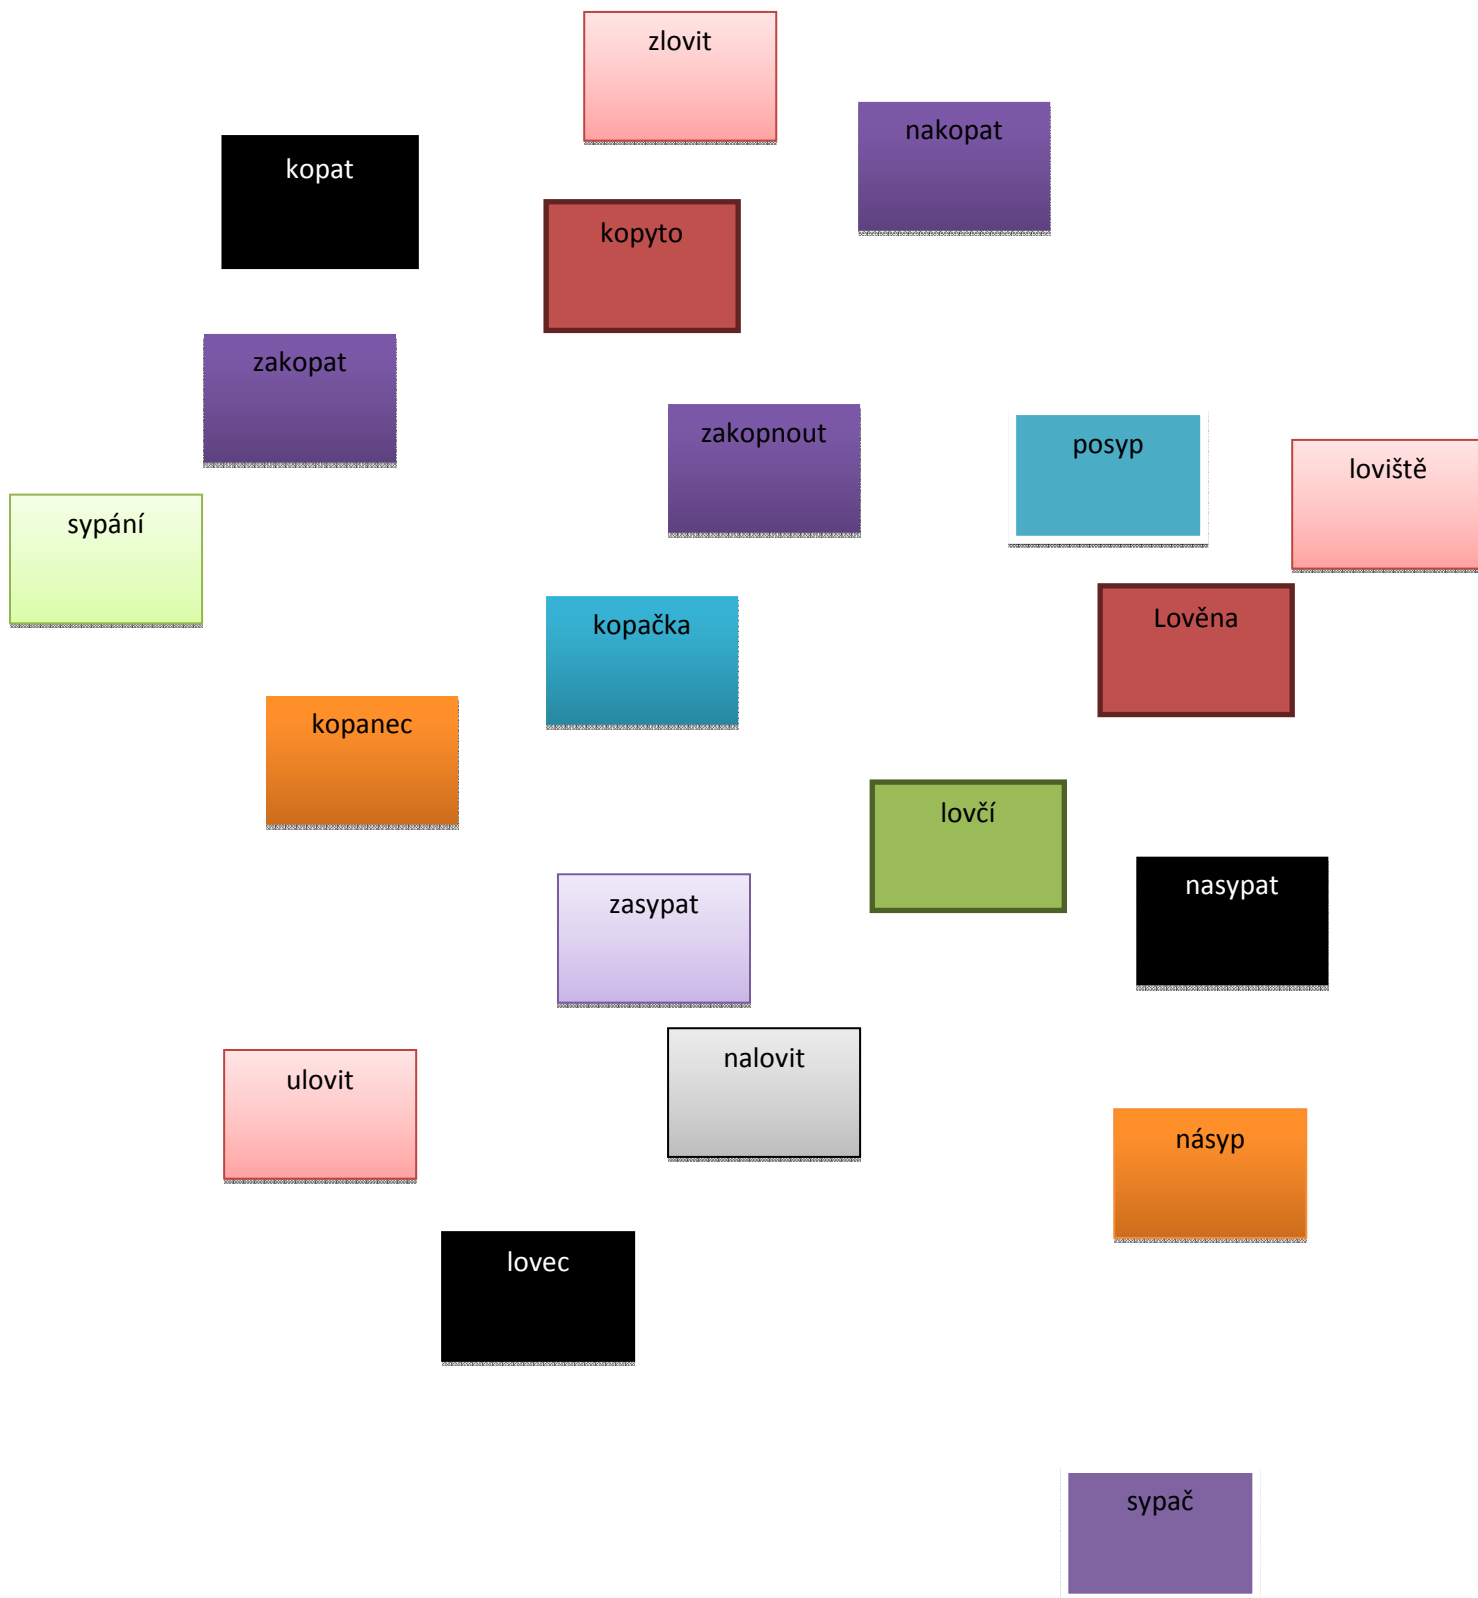 zlovit
nakopat
kopat
kopyto
zakopat
zakopnout
posyp
loviště
sypání
Lověna
kopačka
kopanec
lovčí
nasypat
zasypat
nalovit
ulovit
násyp
lovec
sypač